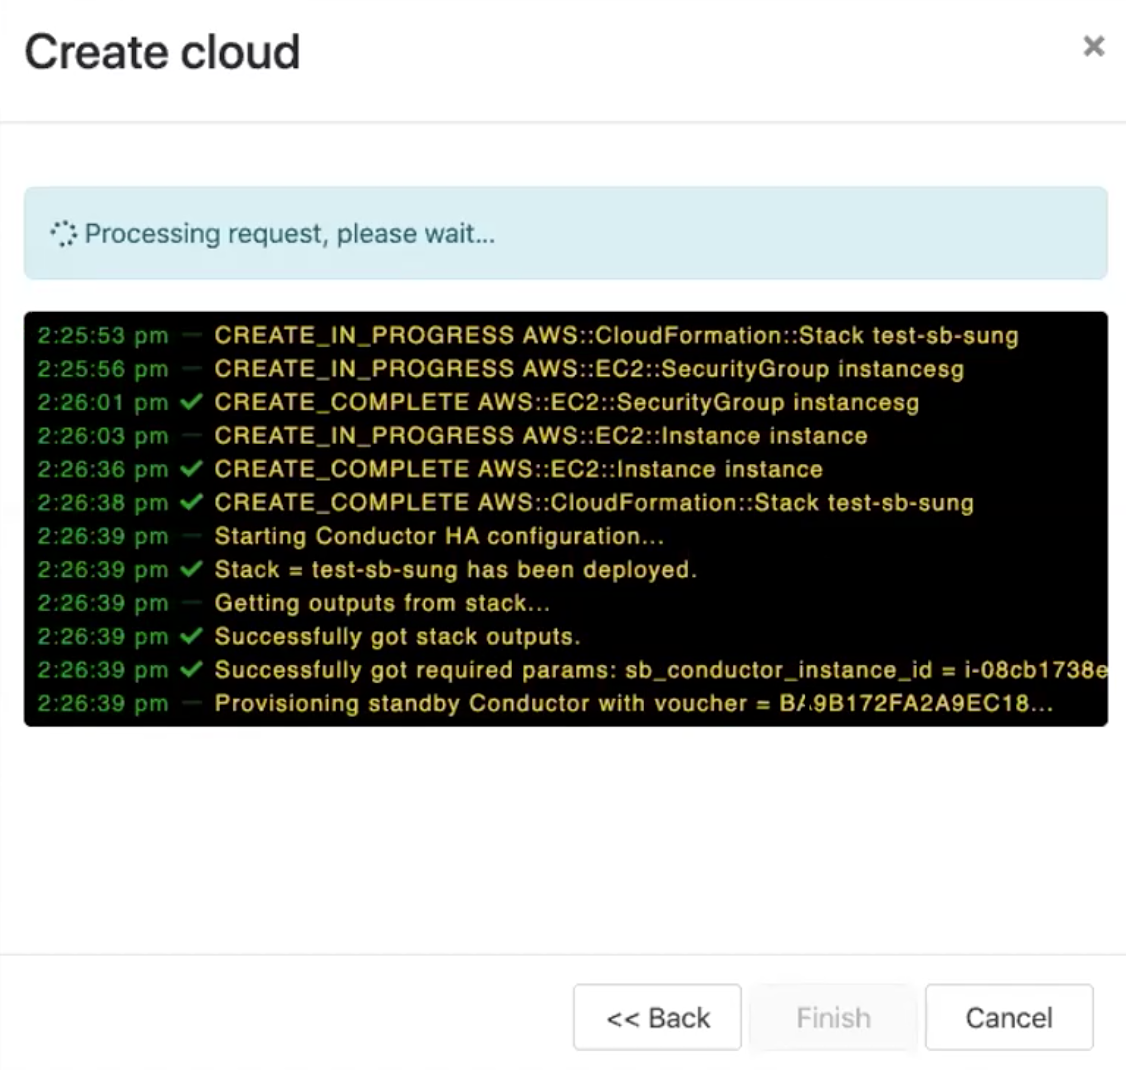 Create cloud
×
Processing request, please wait...
2:25:53 pm — CREATE_IN_PROGRESS AWS::CloudFormation::Stack test-sb-sung
2:25:56 pm — CREATE_IN_PROGRESS AWS::EC2::SecurityGroup instancesg
2:26:01 pm ✔ CREATE_COMPLETE AWS::EC2::SecurityGroup instancesg
2:26:03 pm — CREATE_IN_PROGRESS AWS::EC2::Instance instance
2:26:36 pm ✔ CREATE_COMPLETE AWS::EC2::Instance instance
2:26:38 pm ✔ CREATE_COMPLETE AWS::CloudFormation::Stack test-sb-sung
2:26:39 pm — Starting Conductor HA configuration...
2:26:39 pm ✔ Stack = test-sb-sung has been deployed.
2:26:39 pm — Getting outputs from stack...
2:26:39 pm ✔ Successfully got stack outputs.
2:26:39 pm ✔ Successfully got required params: sb_conductor_instance_id = i-08cb1738e
2:26:39 pm — Provisioning standby Conductor with voucher =
<< Back
Finish
Cancel